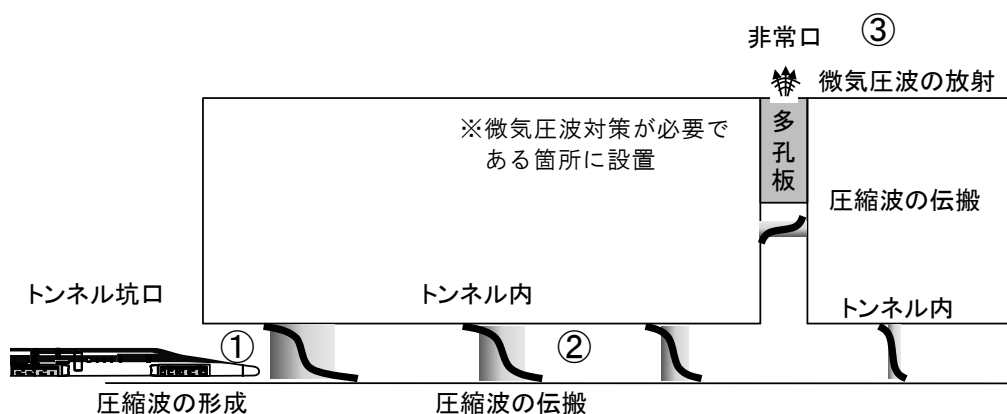 非常口 ③
微気圧波の放射
※微気圧波対策が必要で
ある箇所に設置
多孔板
圧縮波の伝搬
トンネル坑口
トンネル内
トンネル内
①
②
圧縮波の形成
圧縮波の伝搬